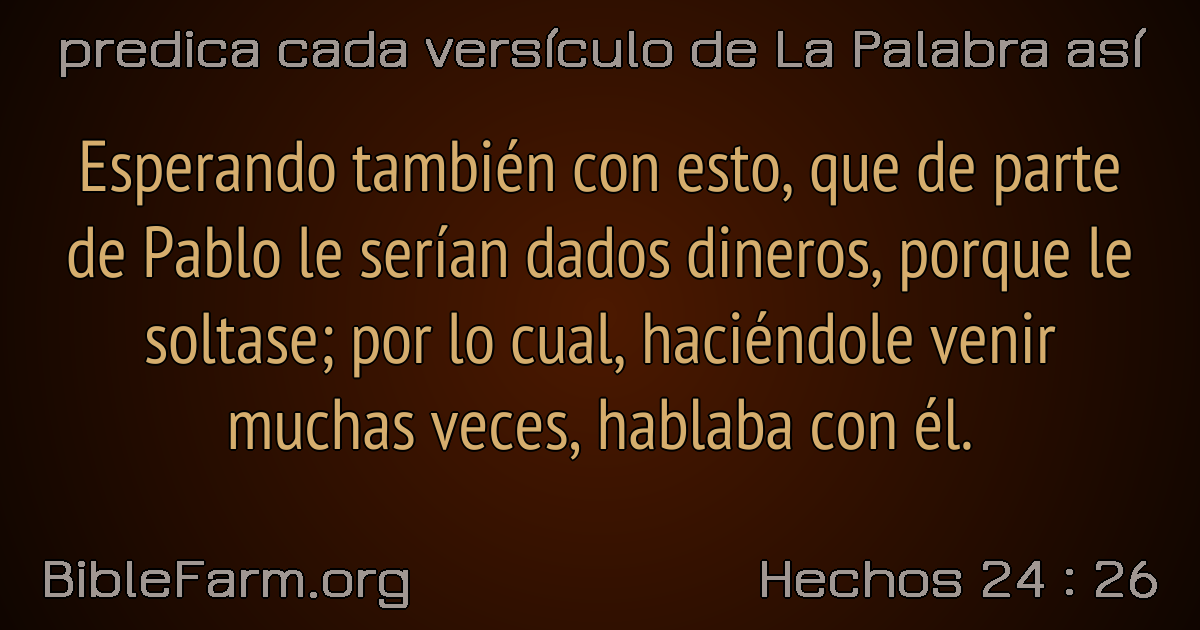 predica cada versículo de La Palabra así
Esperando también con esto, que de parte
de Pablo le serían dados dineros, porque le
soltase; por lo cual, haciéndole venir
muchas veces, hablaba con él.
BibleFarm.org
Hechos 24 : 26